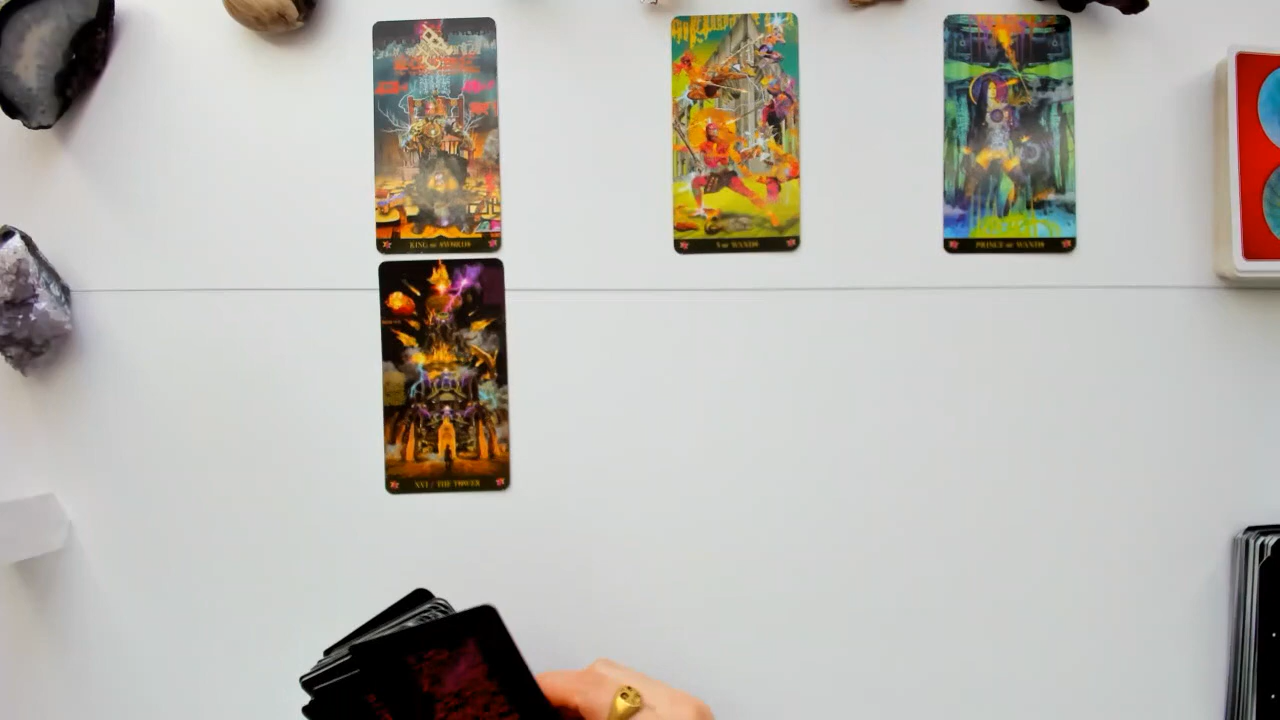 KING OF SWORDS
5 OF WANDS
PRINCE OF WANDS
XVI / THE TOWER